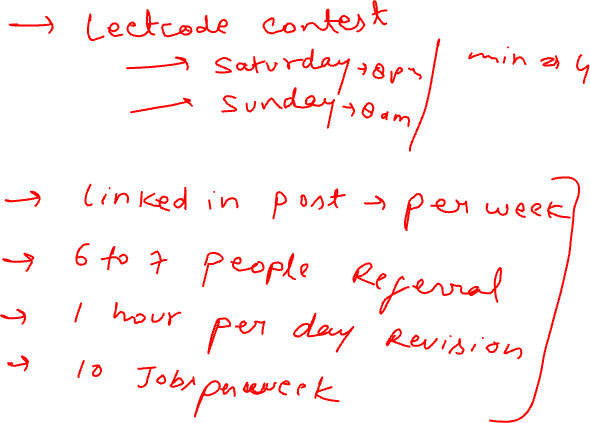 → Leetcode contest
→ Saturday → 8pm
→ Sunday → 8am
min ⇒ 4
→ Linked in post → per week
→ 6 to 7 people Referral
→ 1 hour per day Revision
→ 10 Jobs per week